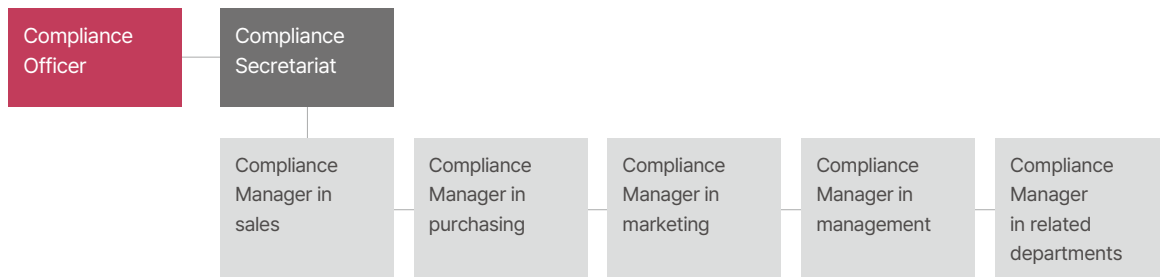 Compliance
Officer
Compliance
Secretariat
Compliance
Manager in
sales
Compliance
Manager in
purchasing
Compliance
Manager in
marketing
Compliance
Manager in
management
Compliance
Manager
in related
departments